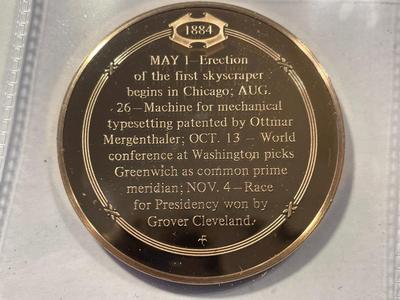 1884
MAY 1—Erection
of the first skyscraper
begins in Chicago; AUG.
26—Machine for mechanical
typesetting patented by Ottmar
Mergenthaler; OCT. 13 — World
conference at Washington picks
Greenwich as common prime
meridian; NOV. 4—Race
for Presidency won by
Grover Cleveland.